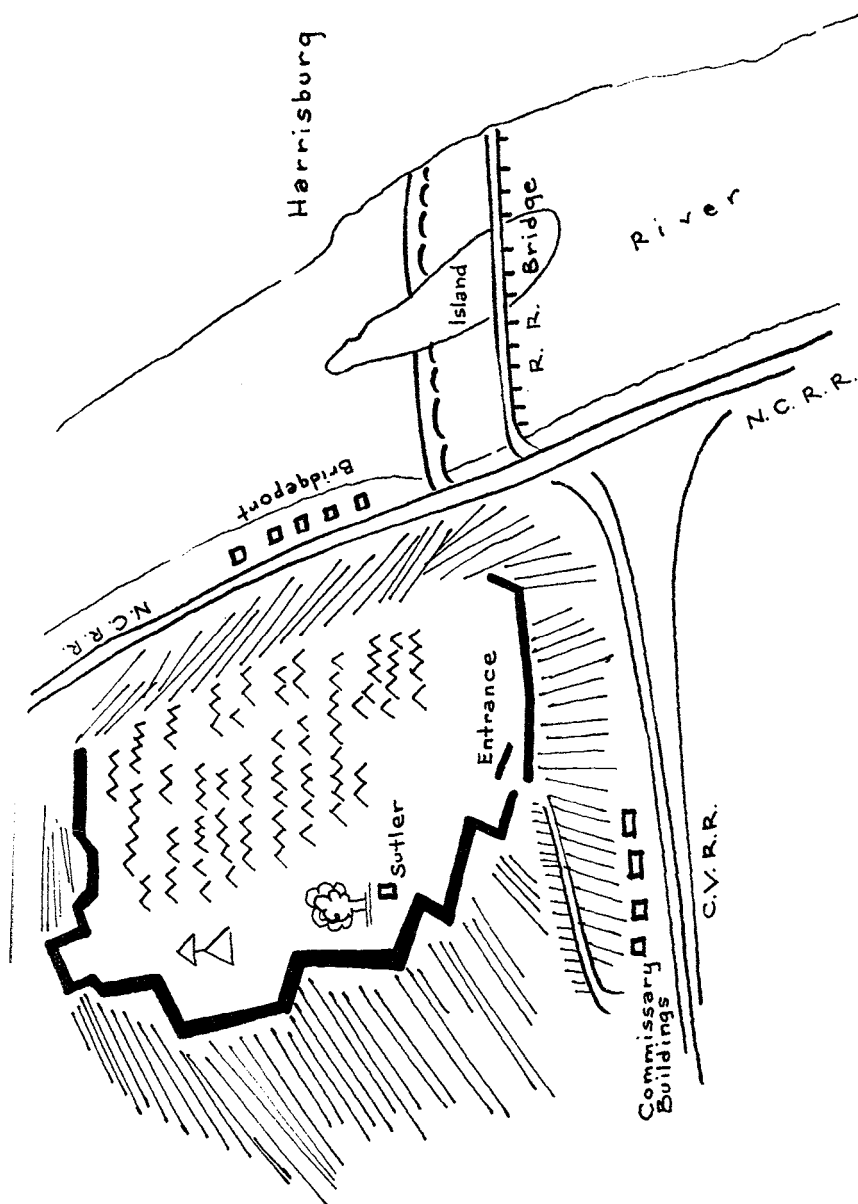 Harrisburg
Island
R. R. Bridge
River
Bridgeport
N.C.R.R.
N.C.R.R.
Entrance
Sutler
C.V.R.R.
Commissary
Buildings